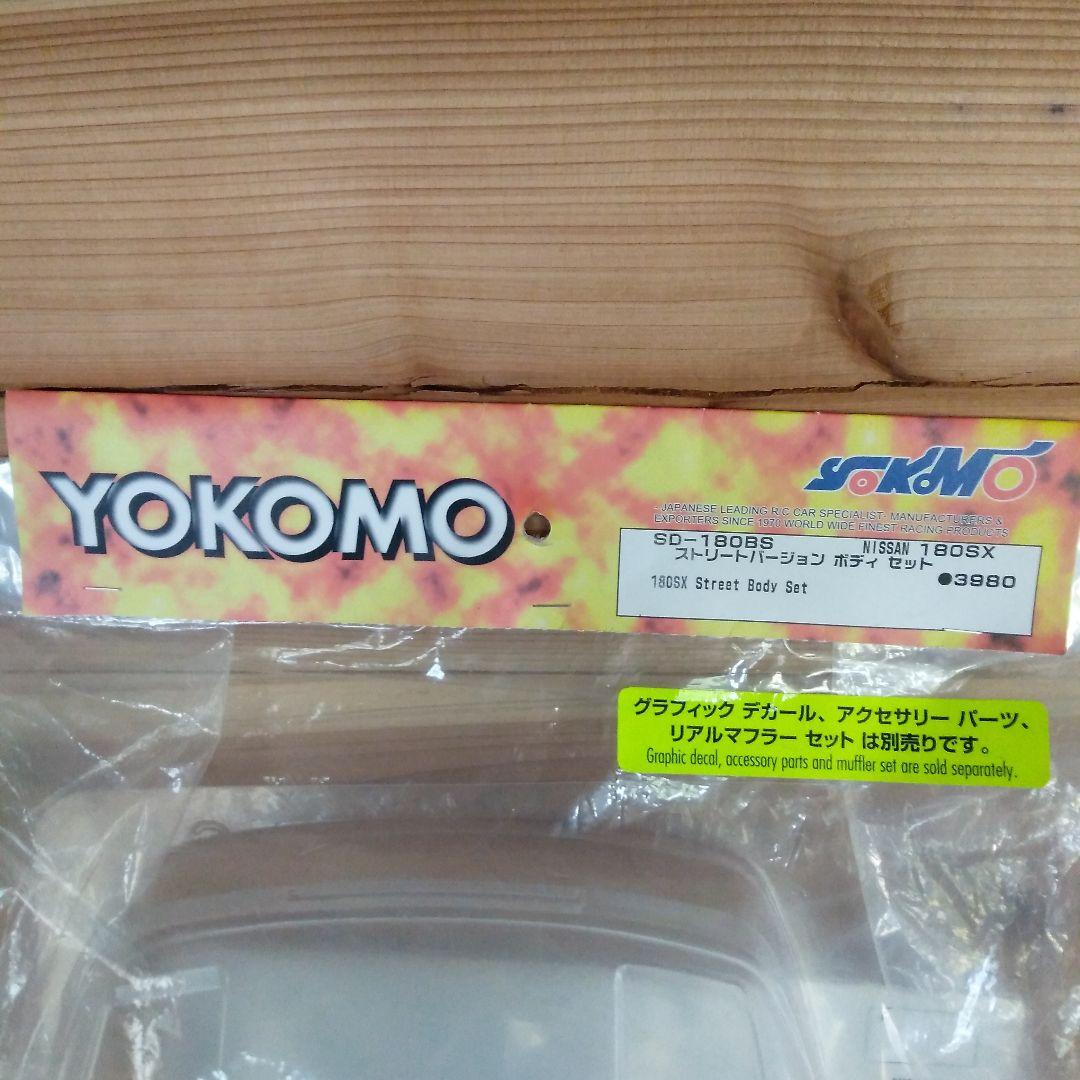 YOKOMO
YOKOMO
- JAPANESE LEADING R/C CAR SPECIALIST- MANUFACTURERS &
EXPORTERS SINCE 1970 WORLD WIDE FINEST RACING PRODUCTS
SD-180BS NISSAN 180SX
ストリートバージョン ボディ セット
●3980
180SX Street Body Set
グラフィック デカール、アクセサリー パーツ、
リアルマフラー セット は別売りです。
Graphic decal, accessory parts and muffler set are sold separately.